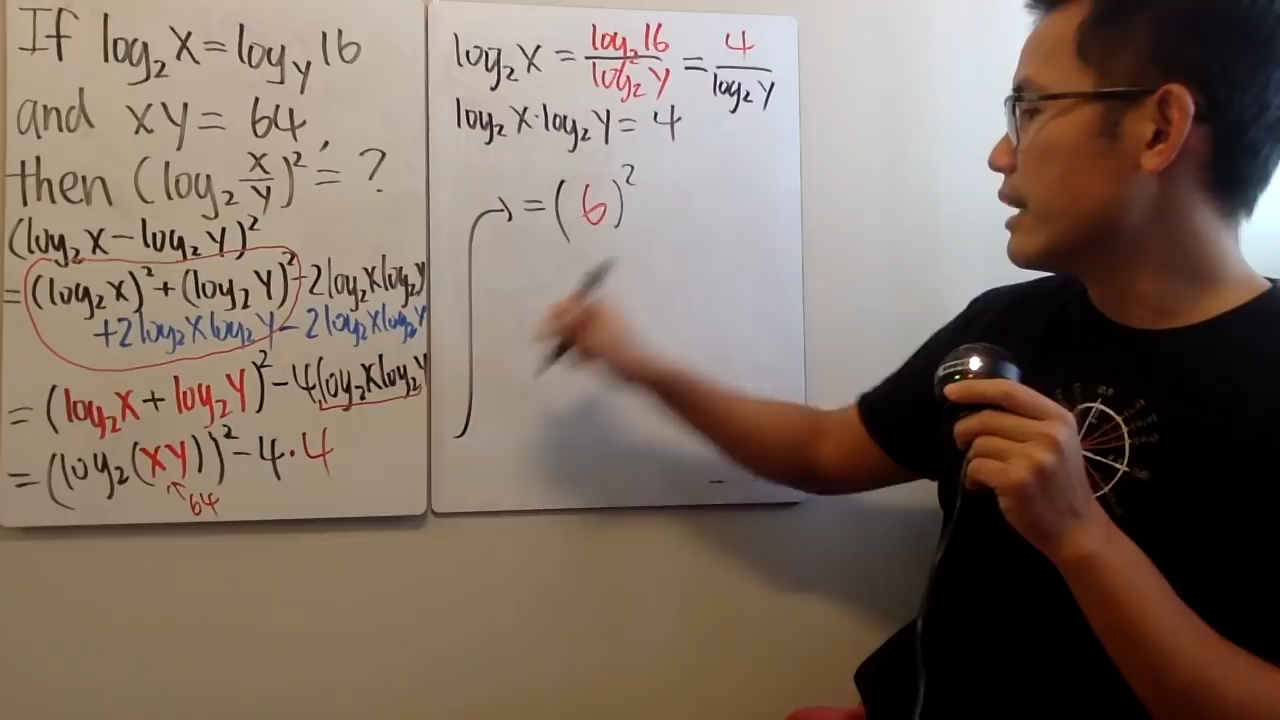 If log₂X = logᵧ16
and XY = 64,
then (log₂ X/Y)² = ?
(log₂X - log₂Y)²
= (log₂X)² + (log₂Y)² - 2log₂Xlog₂Y
+2log₂Xlog₂Y - 2log₂Xlog₂Y
= (log₂X + log₂Y)² - 4(log₂Xlog₂Y
= (log₂(XY))² - 4·4
64
log₂X = log₂16/log₂Y = 4/log₂Y
log₂X·log₂Y = 4
= (6)²